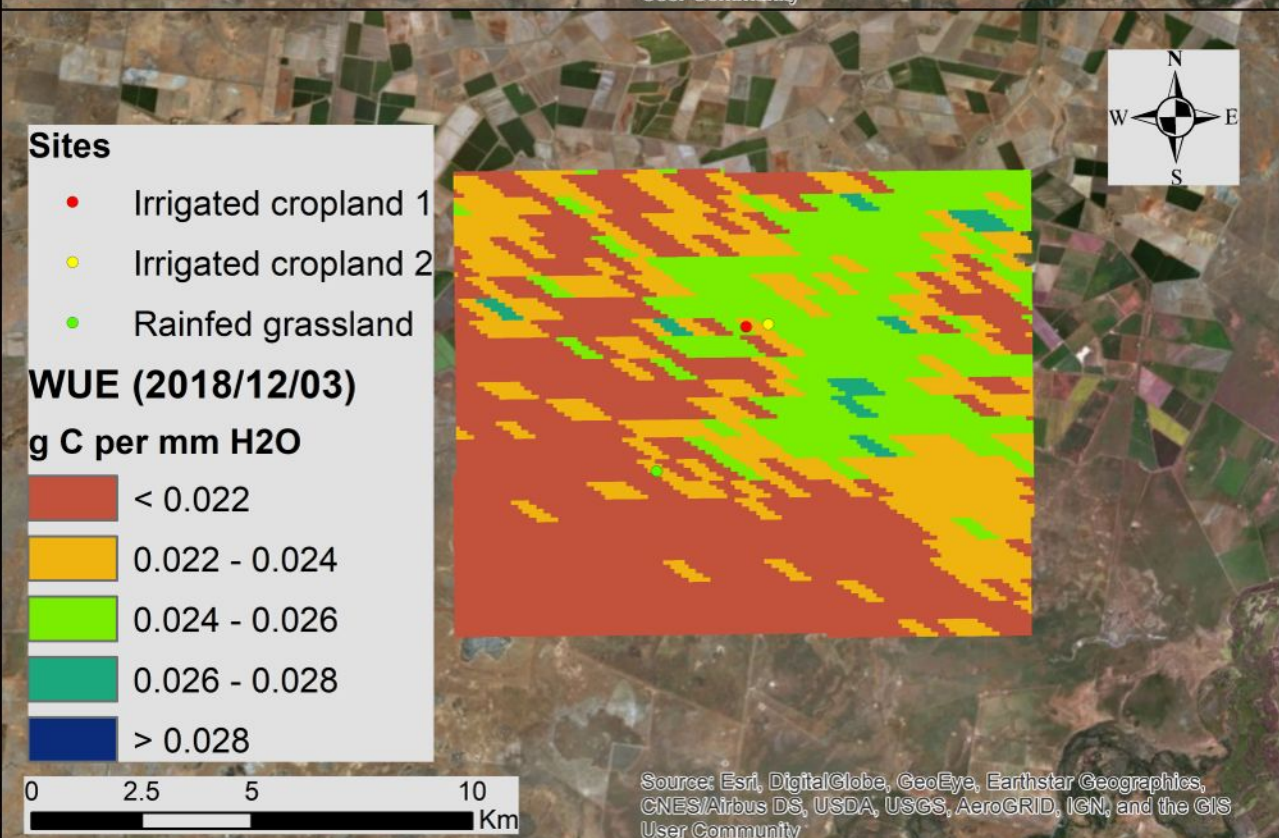 N
W E
S
Sites
Irrigated cropland 1
Irrigated cropland 2
Rainfed grassland
WUE (2018/12/03)
g C per mm H2O
< 0.022
0.022 - 0.024
0.024 - 0.026
0.026 - 0.028
> 0.028
0 2.5 5 10
Km
Source: Esri, DigitalGlobe, GeoEye, Earthstar Geographics,
CNES/Airbus DS, USDA, USGS, AeroGRID, IGN, and the GIS
User Community